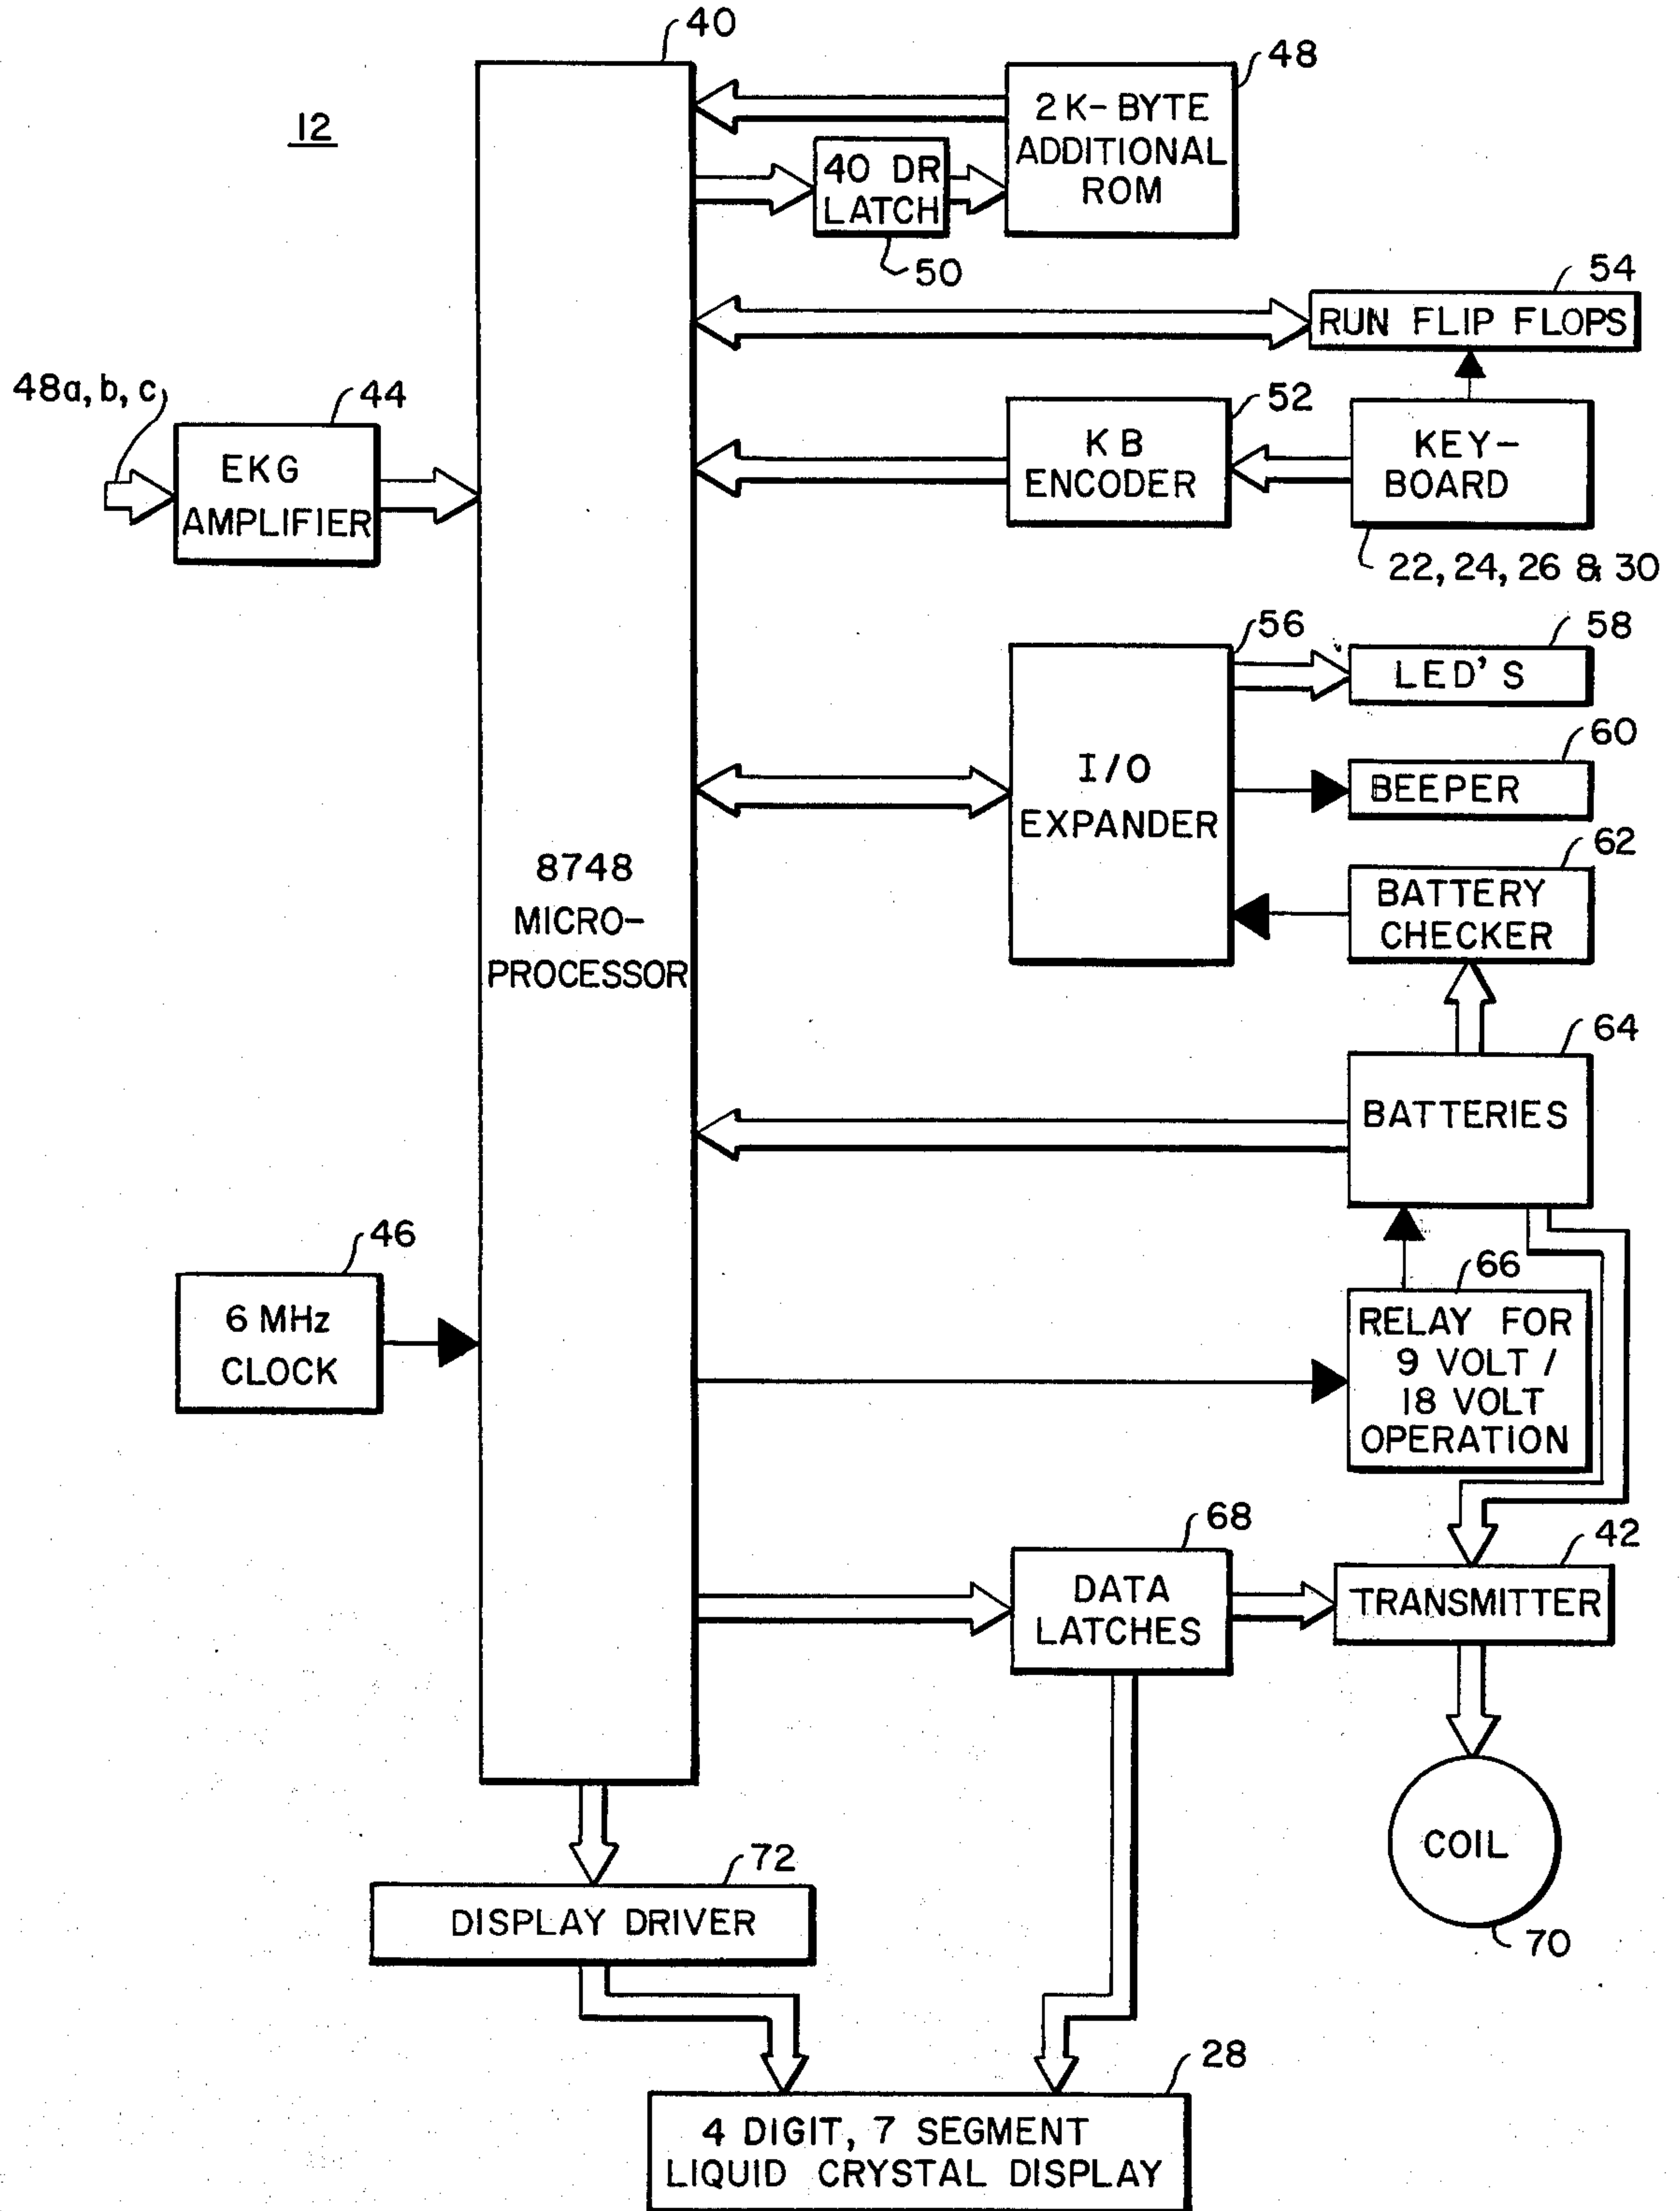 40
12
48
2K-BYTE
ADDITIONAL
ROM
40 DR
LATCH
50
54
RUN FLIP FLOPS
48a, b, c
44
EKG
AMPLIFIER
52
KB
ENCODER
KEY-
BOARD
22, 24, 26 & 30
56
58
LED'S
I/O
EXPANDER
60
BEEPER
62
BATTERY
CHECKER
8748
MICRO-
PROCESSOR
64
BATTERIES
46
6 MHz
CLOCK
66
RELAY FOR
9 VOLT /
18 VOLT
OPERATION
68
DATA
LATCHES
42
TRANSMITTER
COIL
70
72
DISPLAY DRIVER
28
4 DIGIT, 7 SEGMENT
LIQUID CRYSTAL DISPLAY